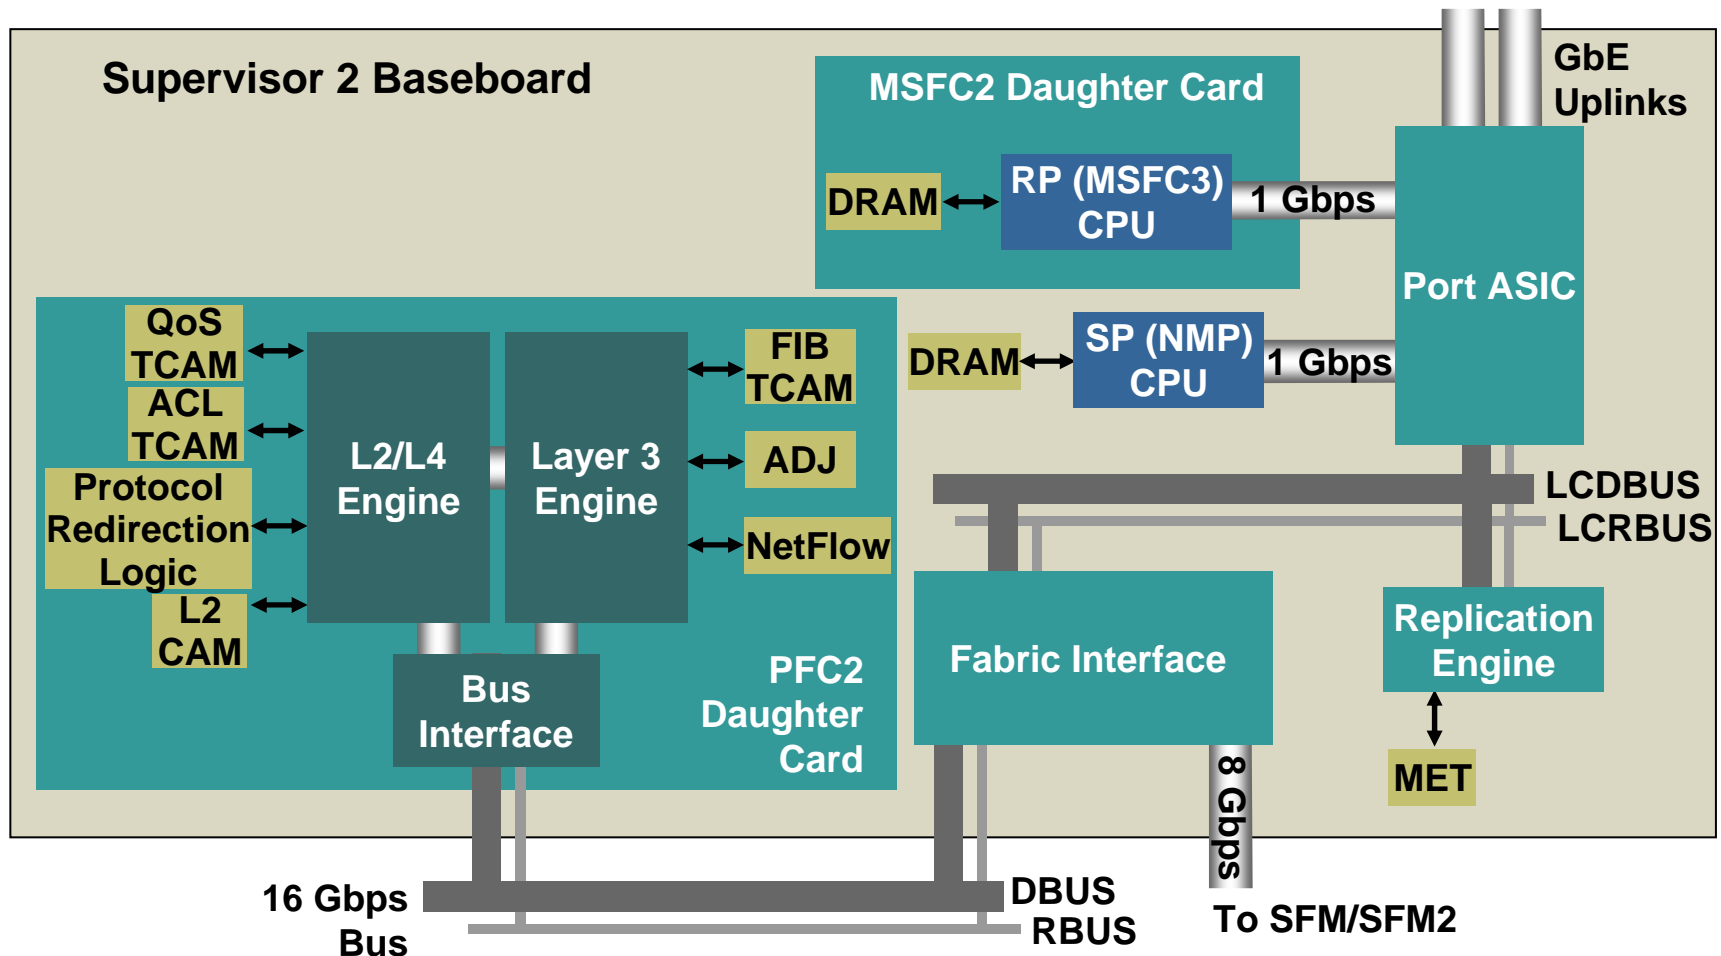 Supervisor 2 Baseboard
MSFC2 Daughter Card
GbE
Uplinks
DRAM
RP (MSFC3)
CPU
1 Gbps
Port ASIC
DRAM
SP (NMP)
CPU
1 Gbps
QoS
TCAM
ACL
TCAM
Protocol
Redirection
Logic
L2
CAM
L2/L4
Engine
Layer 3
Engine
FIB
TCAM
ADJ
NetFlow
Bus
Interface
PFC2
Daughter
Card
LCDBUS
LCRBUS
Fabric Interface
Replication
Engine
MET
8 Gbps
16 Gbps
Bus
DBUS
RBUS
To SFM/SFM2